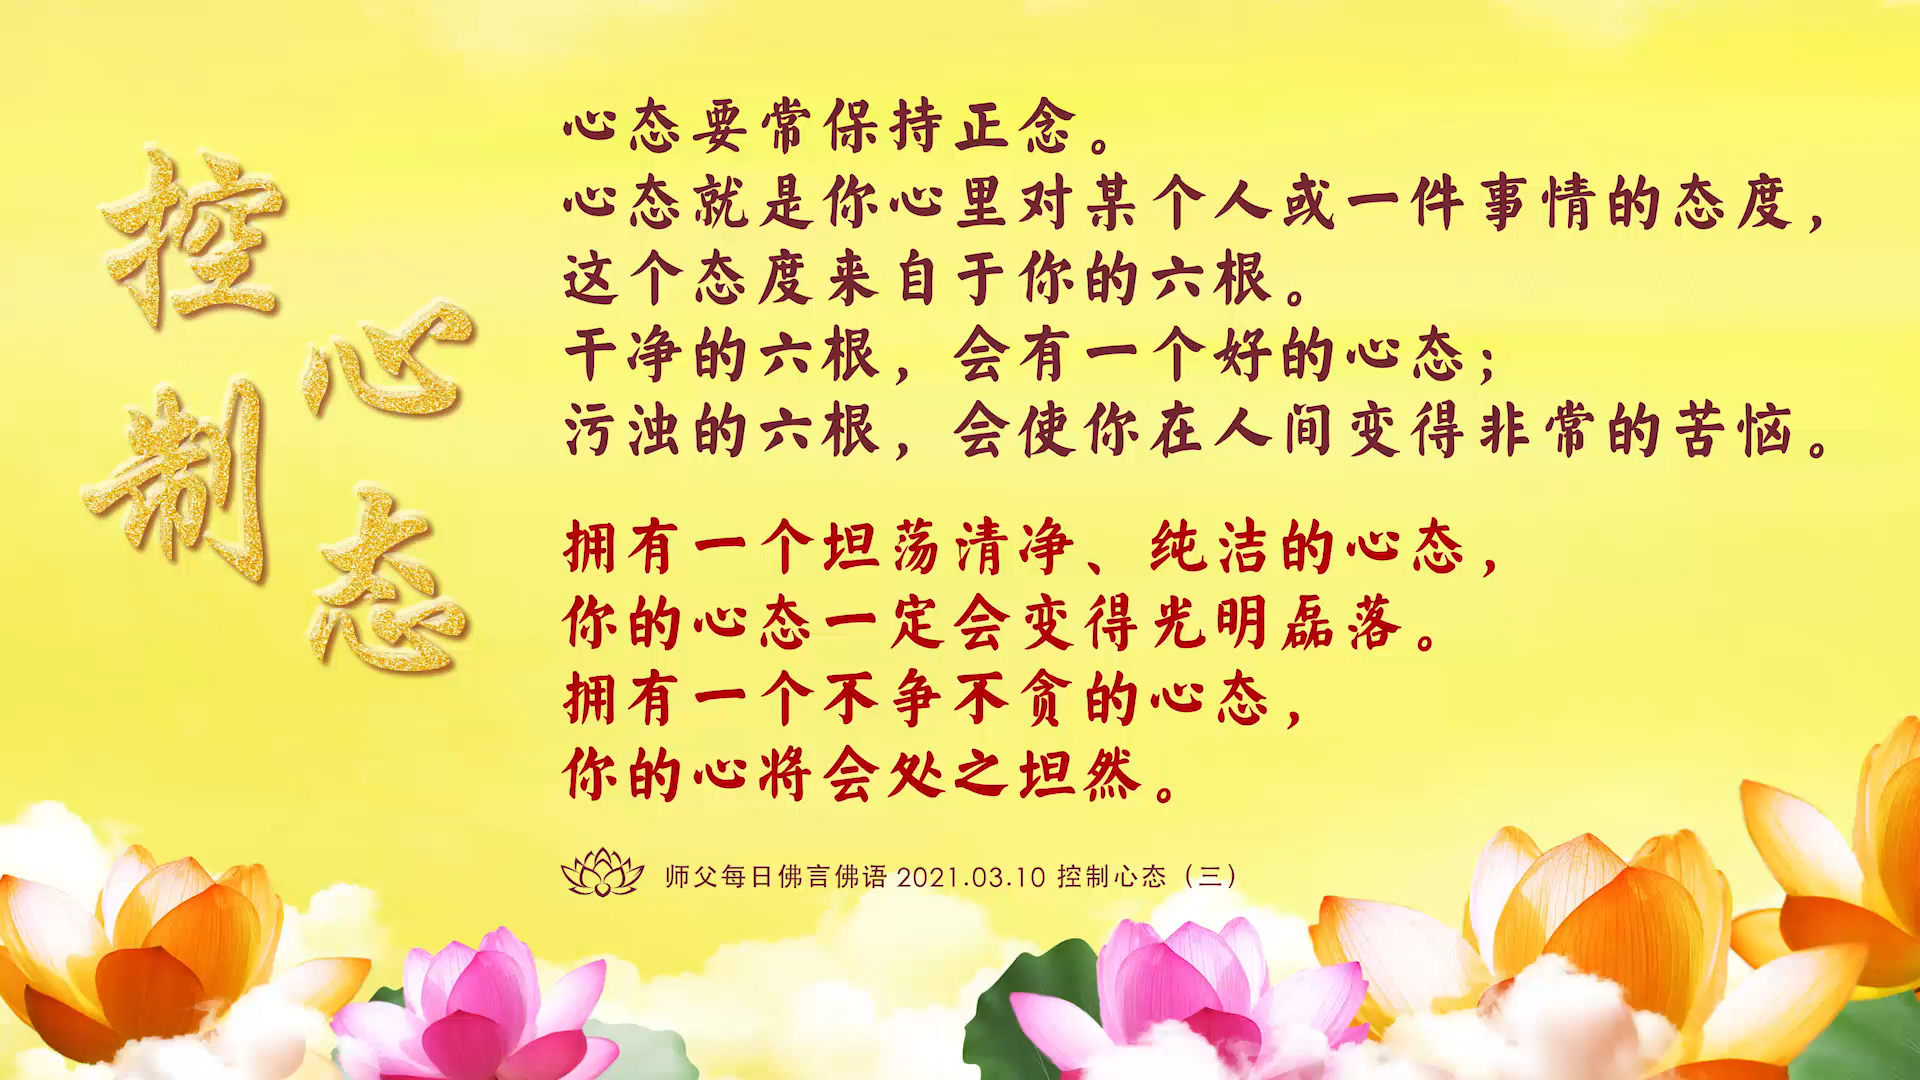 控制
心态
心态要常保持正念。
心态就是你心里对某个人或一件事情的态度，
这个态度来自于你的六根。
干净的六根，会有一个好的心态；
污浊的六根，会使你在人间变得非常的苦恼。
拥有一个坦荡清净、纯洁的心态，
你的心态一定会变得光明磊落。
拥有一个不争不贪的心态，
你的心将会处之坦然。
师父每日佛言佛语 2021.03.10 控制心态（三）